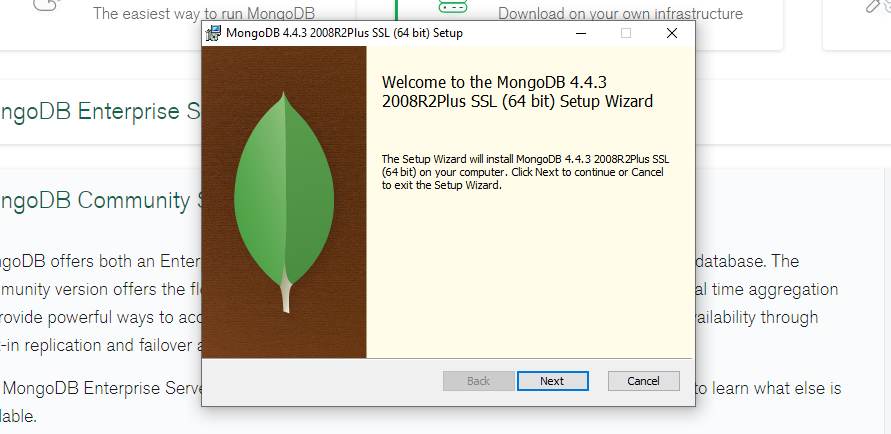 The easiest way to run MongoDB
Download on your own infrastructure
MongoDB 4.4.3 2008R2Plus SSL (64 bit) Setup
Welcome to the MongoDB 4.4.3
2008R2Plus SSL (64 bit) Setup Wizard
The Setup Wizard will install MongoDB 4.4.3 2008R2Plus SSL
(64 bit) on your computer. Click Next to continue or Cancel
to exit the Setup Wizard.
Back Next Cancel
ngoDB Enterprise S
ngoDB Community S
ngoDB offers both an Enter database. The
mmunity version offers the fl al time aggregation
provide powerful ways to acc vailability through
-in replication and failover a
MongoDB Enterprise Serve to learn what else is
lable.